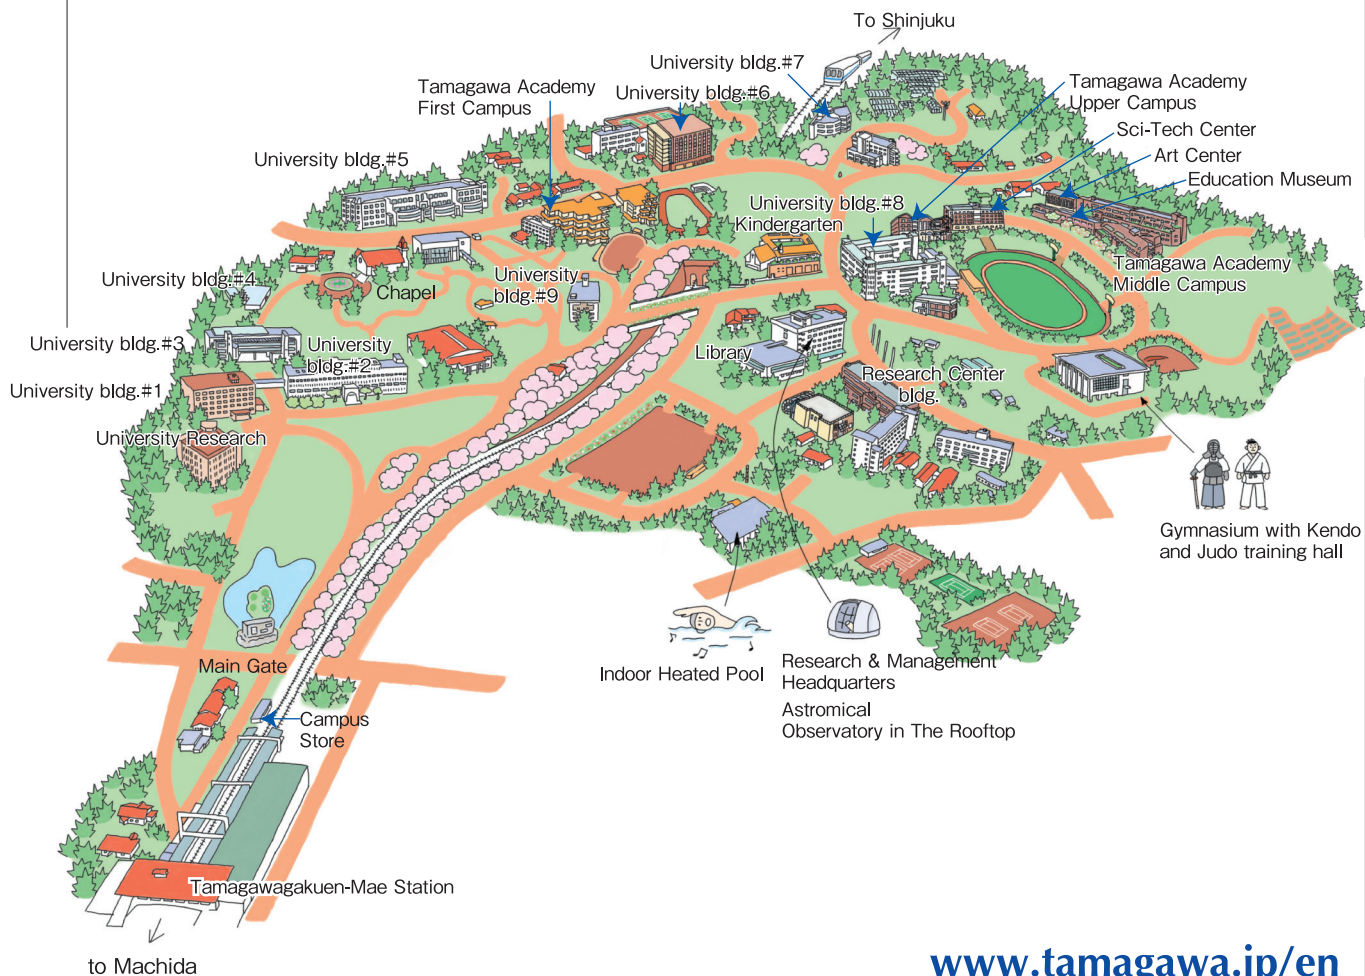 To Shinjuku
University bldg.#7
Tamagawa Academy
First Campus
University bldg.#6
Tamagawa Academy
Upper Campus
Sci-Tech Center
Art Center
Education Museum
University bldg.#5
University bldg.#8
Kindergarten
Tamagawa Academy
Middle Campus
University bldg.#4
Chapel
University
bldg.#9
University bldg.#3
University
bldg.#2
Library
University bldg.#1
Research Center
bldg.
University Research
Gymnasium with Kendo
and Judo training hall
Main Gate
Indoor Heated Pool
Research & Management
Headquarters
Astromical
Observatory in The Rooftop
Campus
Store
Tamagawagakuen-Mae Station
to Machida
www.tamagawa.jp/en